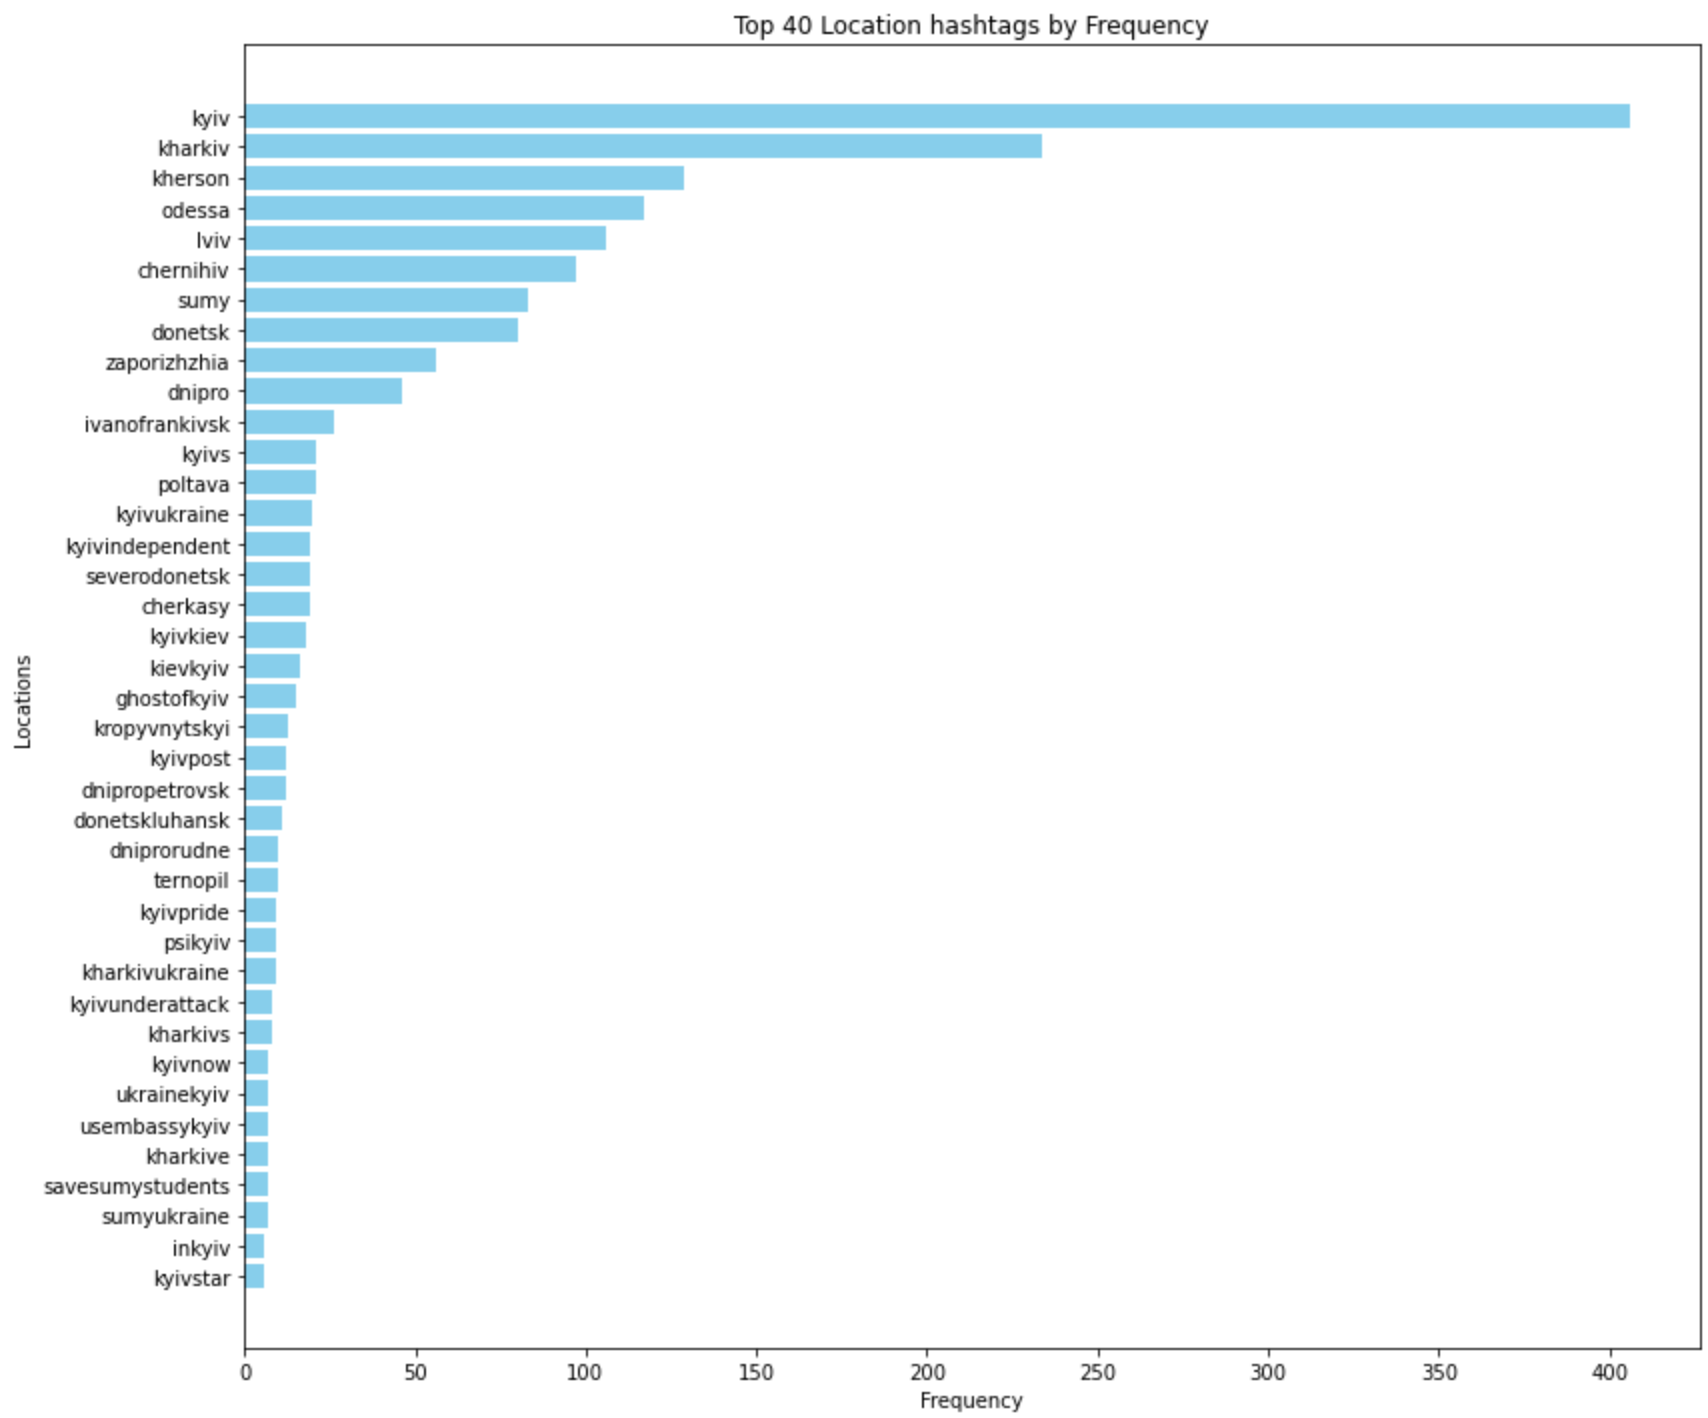 Top 40 Location hashtags by Frequency
kyiv
kharkiv
kherson
odessa
lviv
chernihiv
sumy
donetsk
zaporizhzhia
dnipro
ivanofrankivsk
kyivs
poltava
kyivukraine
kyivindependent
severodonetsk
cherkasy
kyivkiev
kievkyiv
ghostofkyiv
kropyvnytskyi
kyivpost
dnipropetrovsk
donetskluhansk
dniprorudne
ternopil
kyivpride
psikyiv
kharkivukraine
kyivunderattack
kharkivs
kyivnow
ukrainekyiv
usembassykyiv
kharkive
savesumystudents
sumyukraine
inkyiv
kyivstar
Locations
0 50 100 150 200 250 300 350 400
Frequency